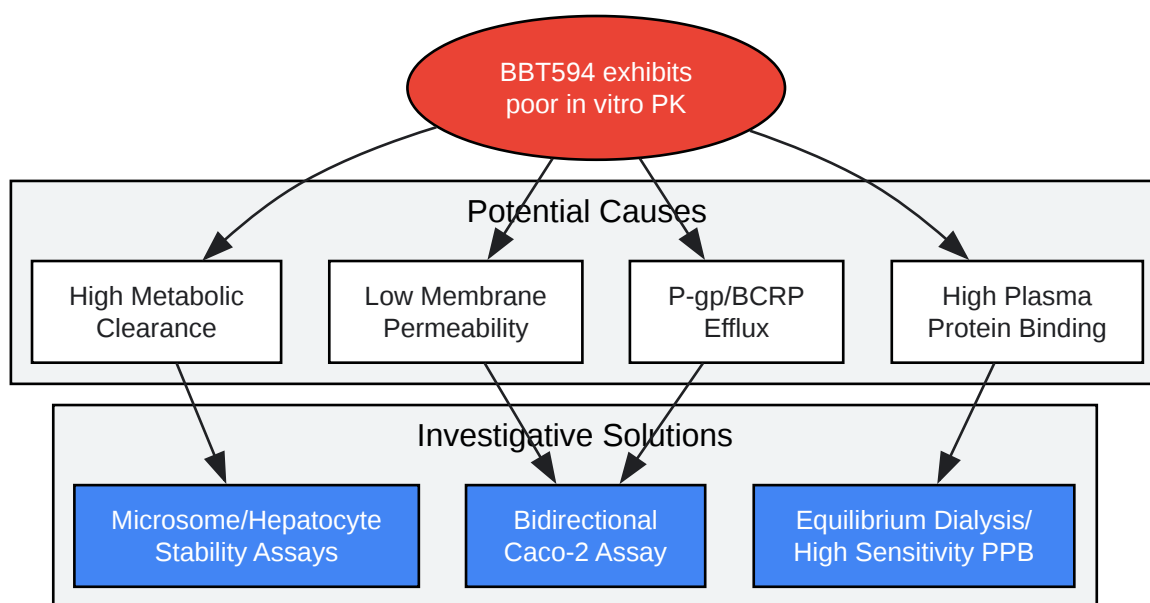 BBT594 exhibits
poor in vitro PK
Potential Causes
High Metabolic
Clearance
Low Membrane
Permeability
P-gp/BCRP
Efflux
High Plasma
Protein Binding
Investigative Solutions
Microsome/Hepatocyte
Stability Assays
Bidirectional
Caco-2 Assay
Equilibrium Dialysis/
High Sensitivity PPB